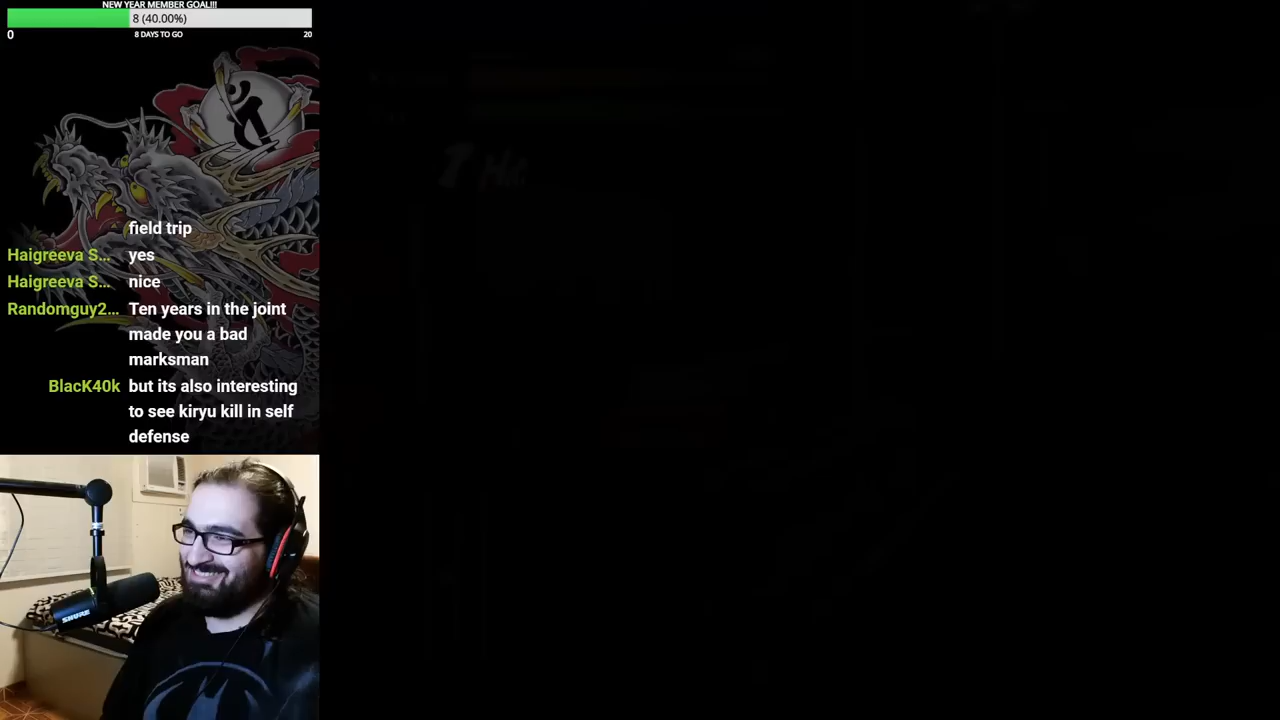 NEW YEAR MEMBER GOAL!!!
8 (40.00%)
0 8 DAYS TO GO 20
field trip
Haigreeva S... yes
Haigreeva S... nice
Randomguy2... Ten years in the joint
made you a bad
marksman
BlacK40k but its also interesting
to see kiryu kill in self
defense
SHURE